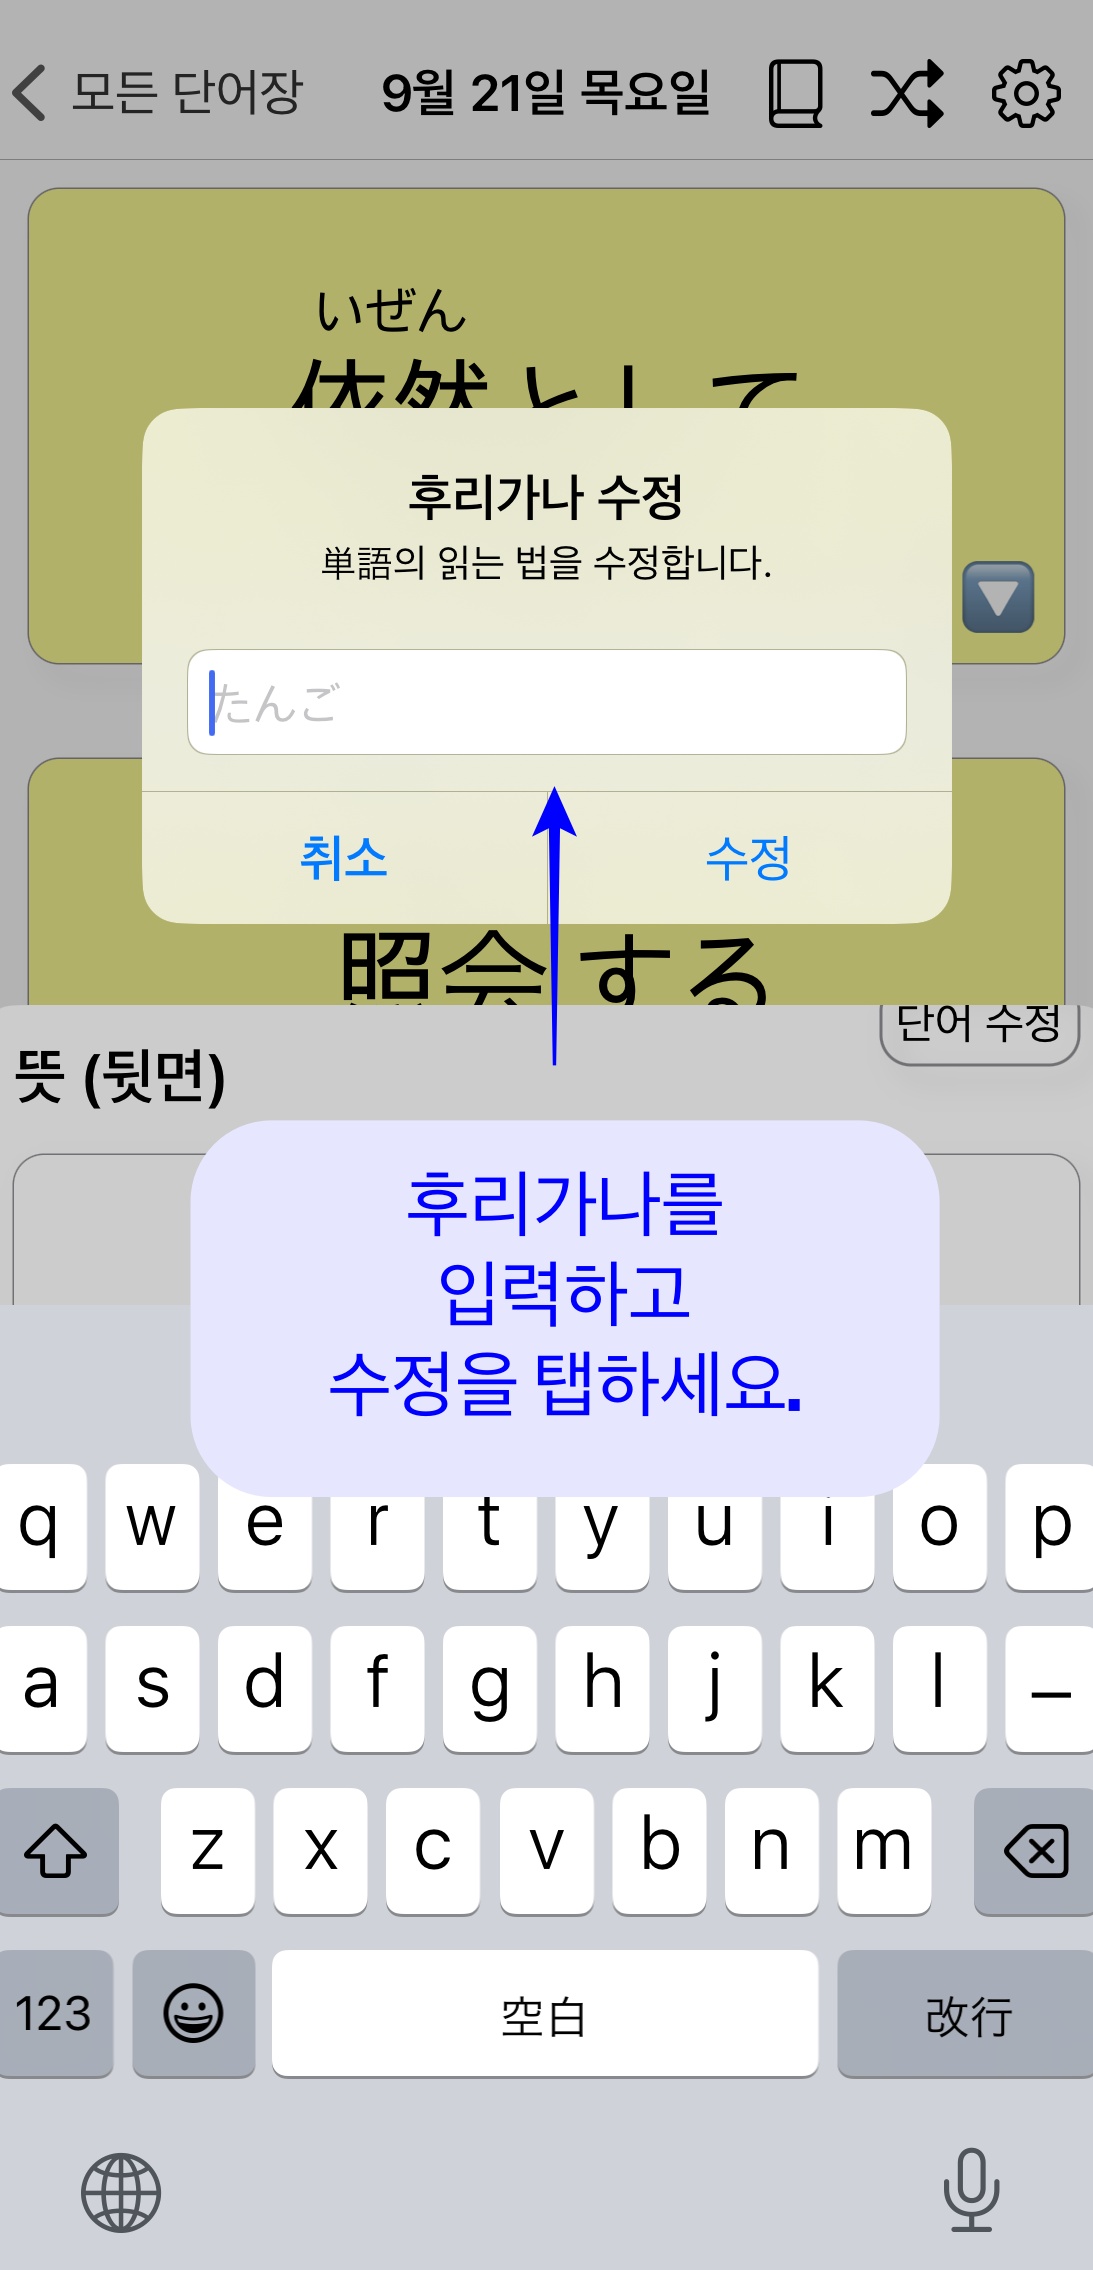 모든 단어장
9월 21일 목요일
いぜん
依然として
후리가나 수정
単語의 읽는 법을 수정합니다.
たんご
취소
수정
照会する
단어 수정
뜻 (뒷면)
후리가나를
입력하고
수정을 탭하세요.
q w e r t y u i o p
a s d f g h j k l ー
z x c v b n m
123
空白
改行